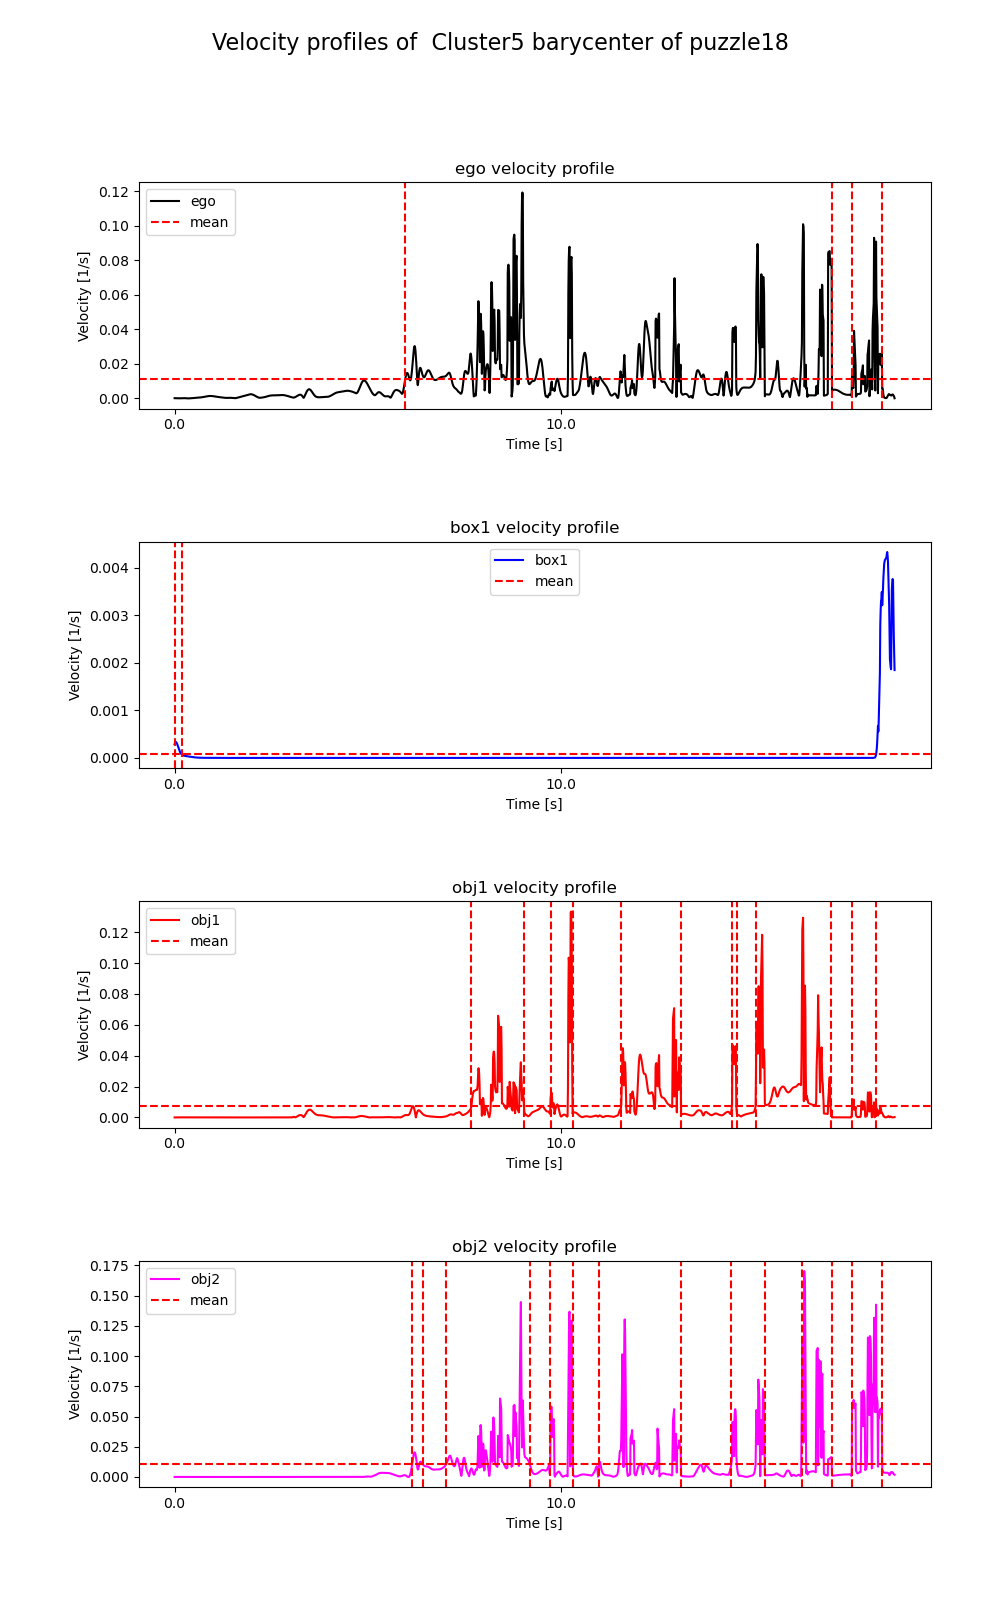 Velocity profiles of  Cluster5 barycenter of puzzle18
ego velocity profile
0.12
0.10
0.08
0.06
0.04
0.02
0.00
Velocity [1/s]
ego
mean
0.0
10.0
Time [s]
box1 velocity profile
0.004
0.003
0.002
0.001
0.000
Velocity [1/s]
box1
mean
0.0
10.0
Time [s]
obj1 velocity profile
0.12
0.10
0.08
0.06
0.04
0.02
0.00
Velocity [1/s]
obj1
mean
0.0
10.0
Time [s]
obj2 velocity profile
0.175
0.150
0.125
0.100
0.075
0.050
0.025
0.000
Velocity [1/s]
obj2
mean
0.0
10.0
Time [s]